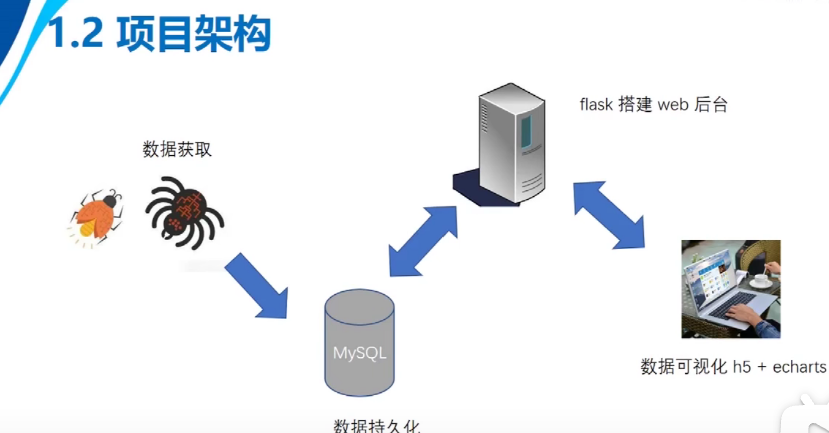 1.2 项目架构
flask 搭建 web 后台
数据获取
MySQL
数据可视化 h5 + echarts
数据持久化